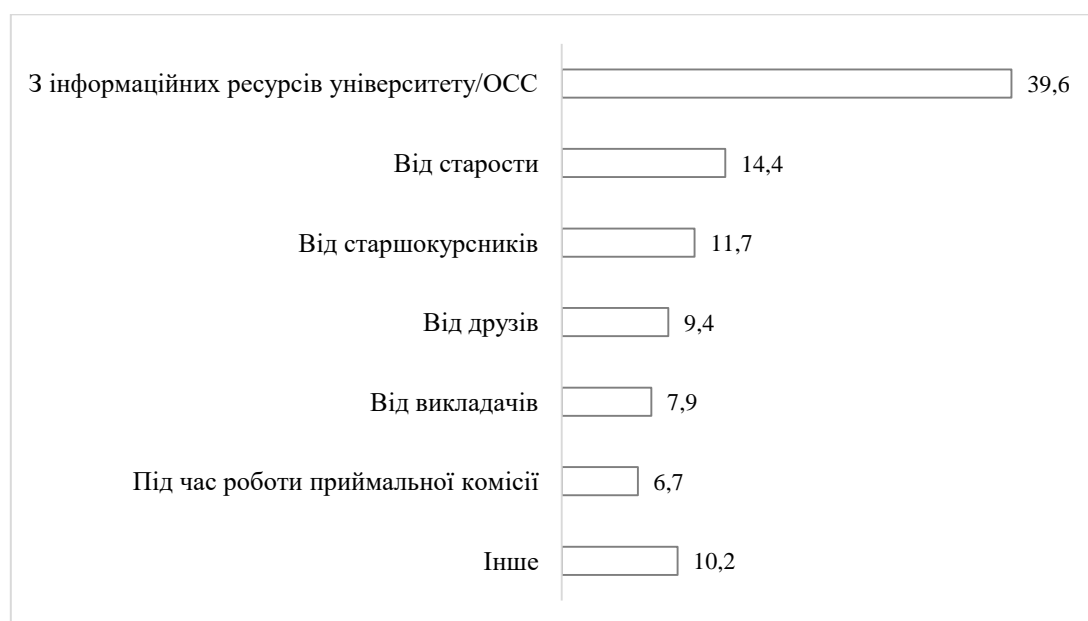 З інформаційних ресурсів університету/ОСС 39,6
Від старости 14,4
Від старшокурсників 11,7
Від друзів 9,4
Від викладачів 7,9
Під час роботи приймальної комісії 6,7
Інше 10,2